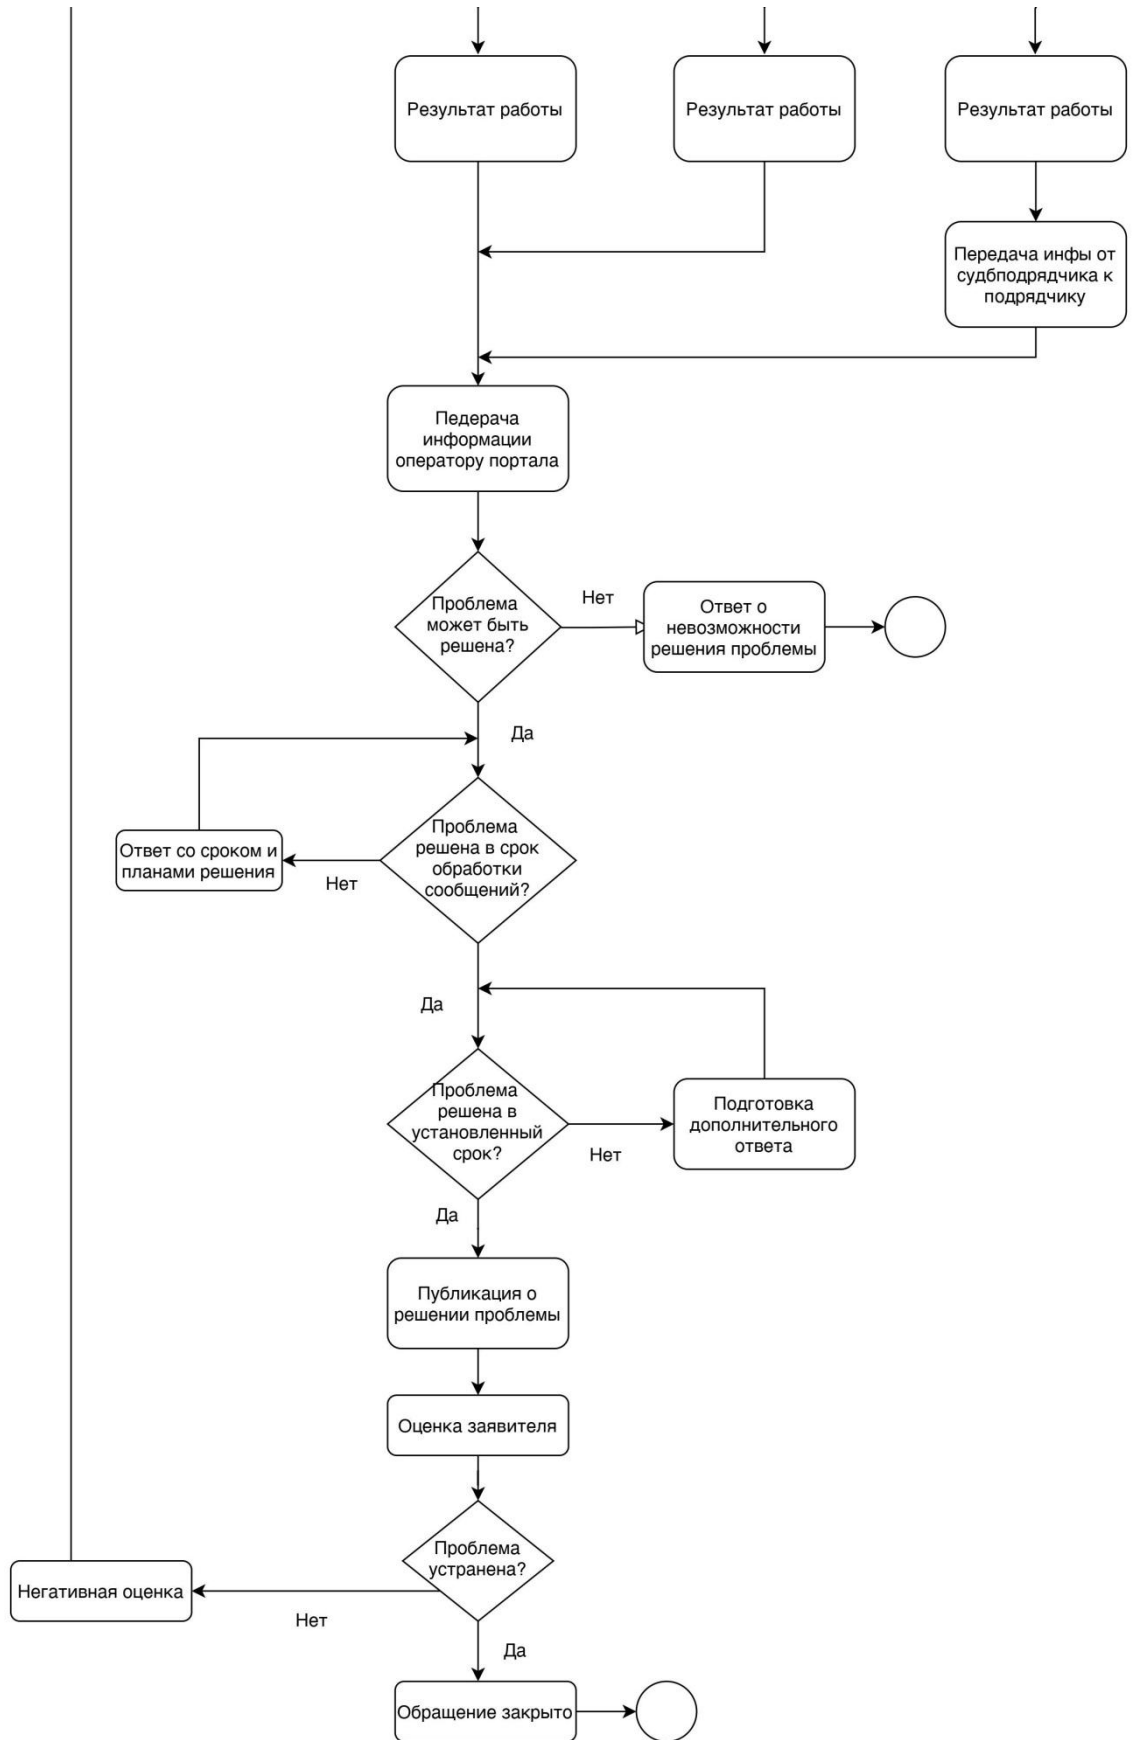 Результат работы
Результат работы
Результат работы
Передача инфы от
судбподрядчика к
подрядчику
Педерача
информации
оператору портала
Проблема
может быть
решена?
Нет
Ответ о
невозможности
решения проблемы
Да
Проблема
решена в срок
обработки
сообщений?
Ответ со сроком и
планами решения
Нет
Да
Проблема
решена в
установленный
срок?
Нет
Подготовка
дополнительного
ответа
Да
Публикация о
решении проблемы
Оценка заявителя
Проблема
устранена?
Негативная оценка
Нет
Да
Обращение закрыто